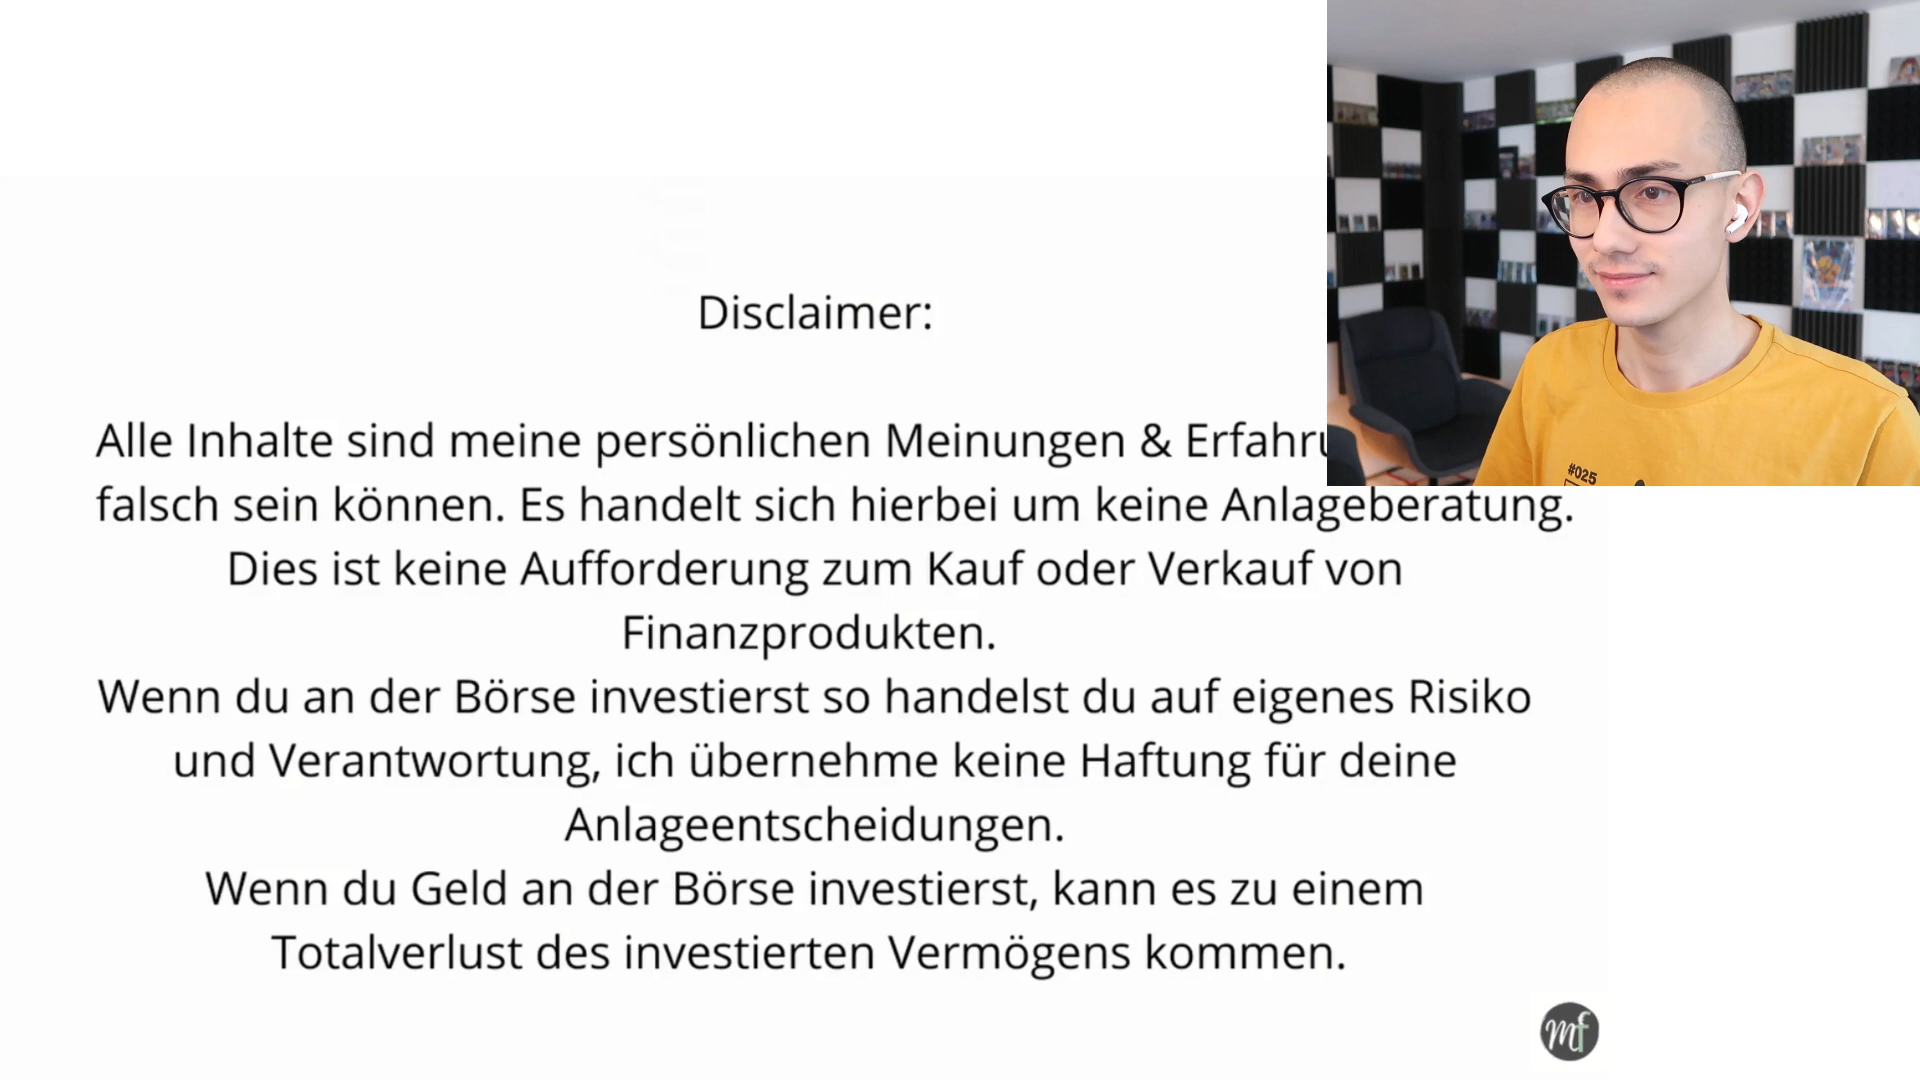 Disclaimer:
Alle Inhalte sind meine persönlichen Meinungen & 
falsch sein können. Es handelt sich hierbei um keine Anlageberatung.
Dies ist keine Aufforderung zum Kauf oder Verkauf von
Finanzprodukten.
Wenn du an der Börse investierst so handelst du auf eigenes Risiko
und Verantwortung, ich übernehme keine Haftung für deine
Anlageentscheidungen.
Wenn du Geld an der Börse investierst, kann es zu einem
Totalverlust des investierten Vermögens kommen.
#025
mf